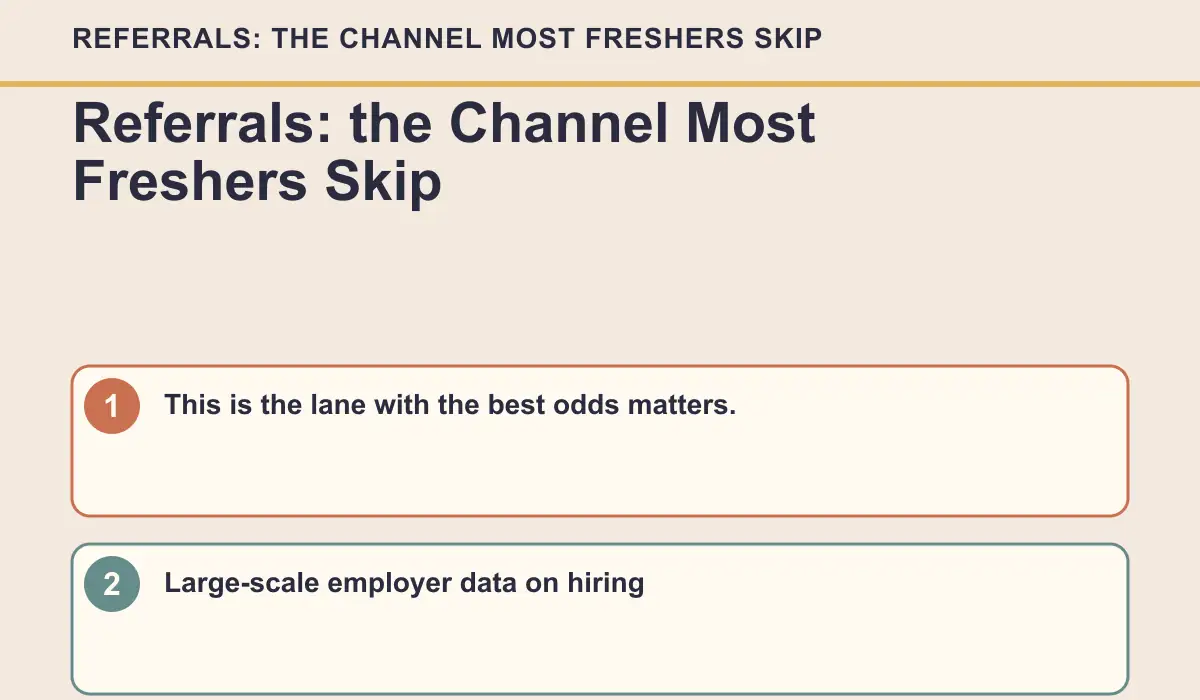 REFERRALS: THE CHANNEL MOST FRESHERS SKIP
Referrals: the Channel Most
Freshers Skip
1
This is the lane with the best odds matters.
2
Large-scale employer data on hiring